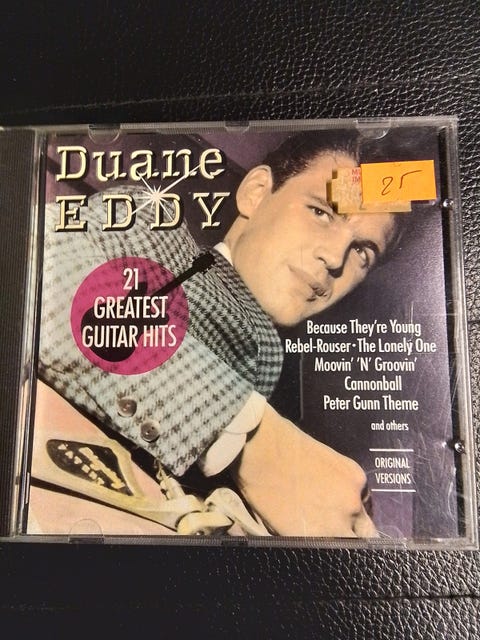 Duane
EDDY
25
21
GREATEST
GUITAR HITS
Because They're Young
Rebel-Rouser • The Lonely One
Moovin' 'N' Groovin'
Cannonball
Peter Gunn Theme
and others
ORIGINAL
VERSIONS